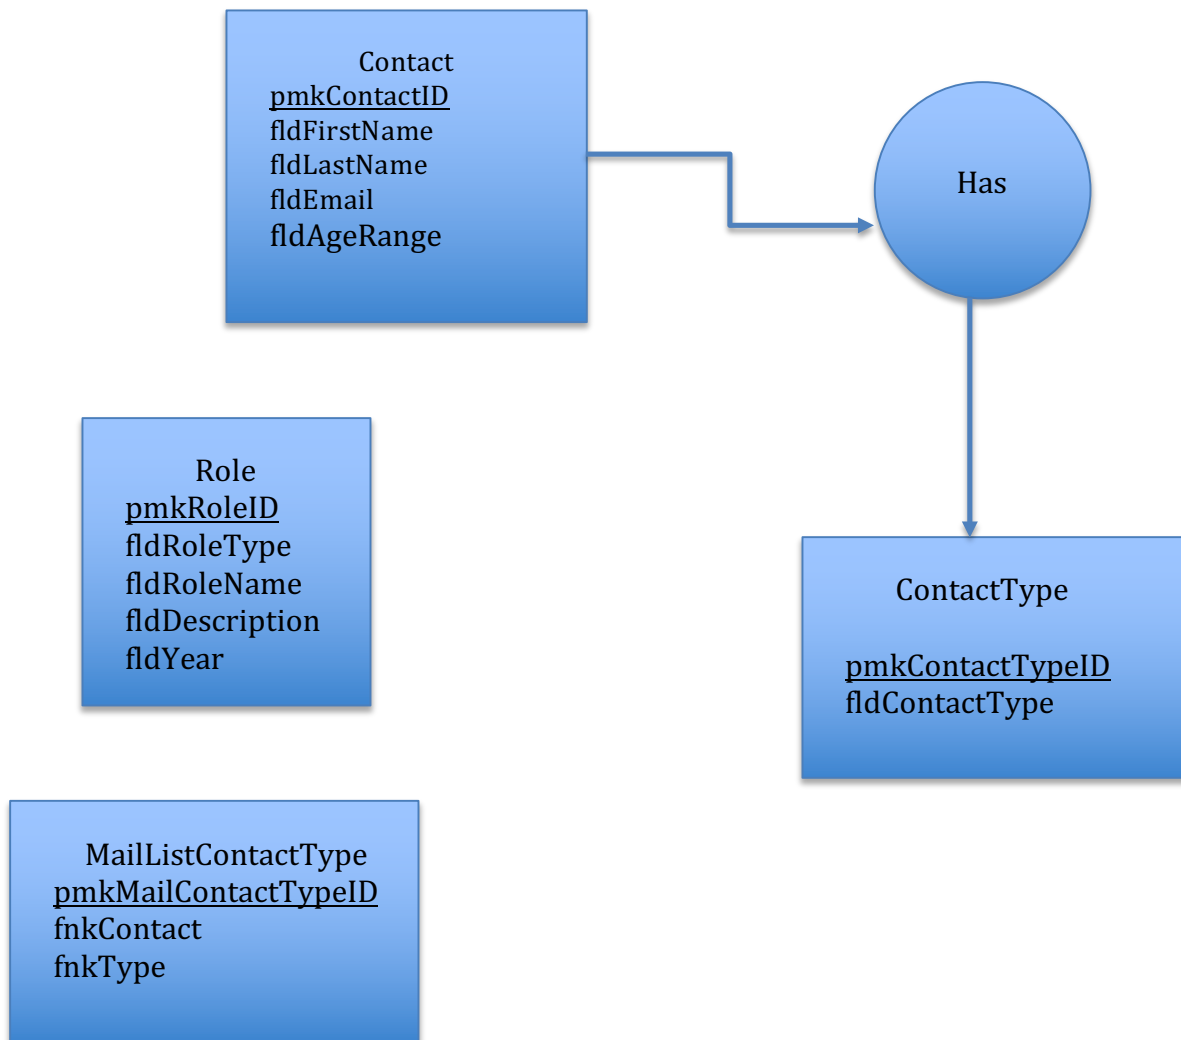 Contact
pmkContactID
fldFirstName
fldLastName
fldEmail
fldAgeRange
Has
Role
pmkRoleID
fldRoleType
fldRoleName
fldDescription
fldYear
ContactType
pmkContactTypeID
fldContactType
MailListContactType
pmkMailContactTypeID
fnkContact
fnkType